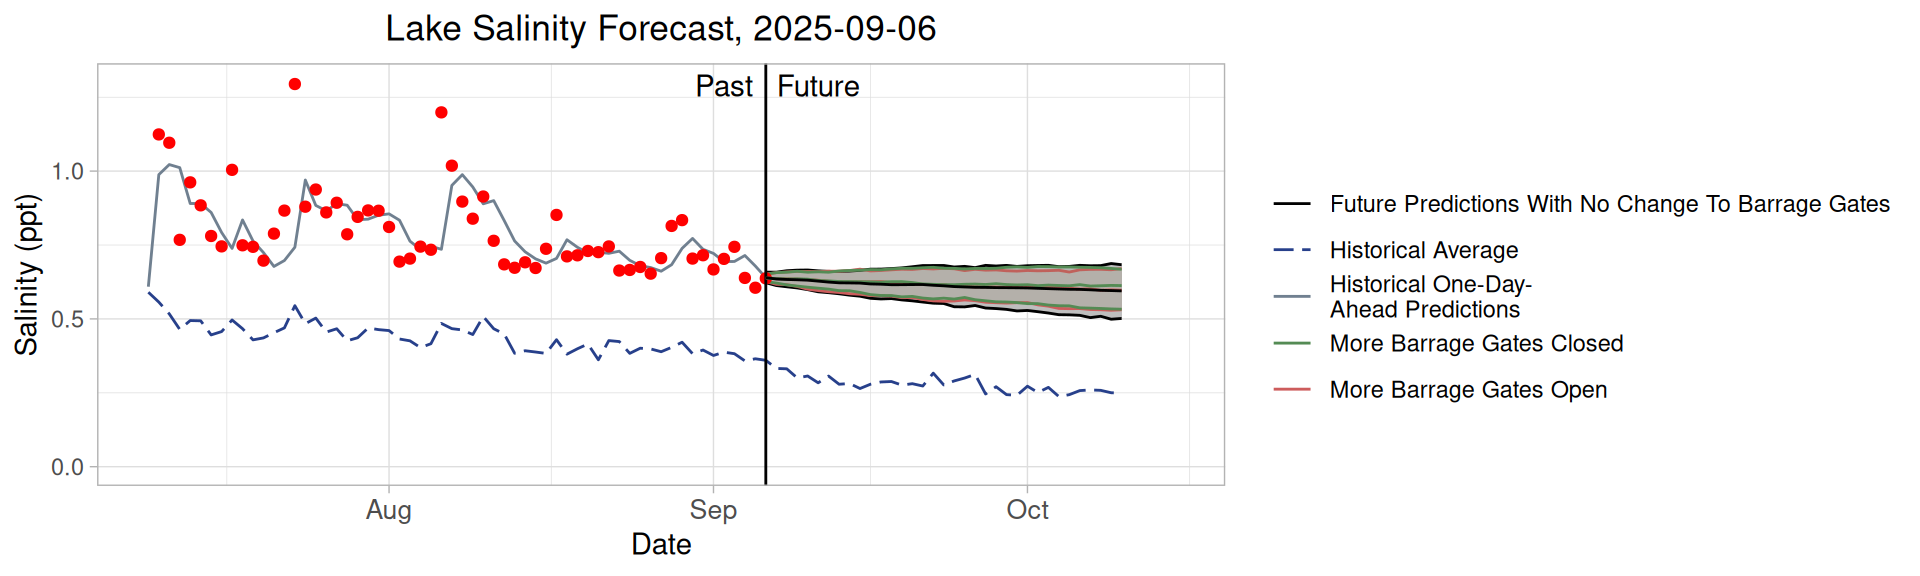 Lake Salinity Forecast, 2025-09-06
Past
Future
Salinity (ppt)
1.0
0.5
0.0
Aug
Sep
Oct
Date
Future Predictions With No Change To Barrage Gates
Historical Average
Historical One-Day-
Ahead Predictions
More Barrage Gates Closed
More Barrage Gates Open